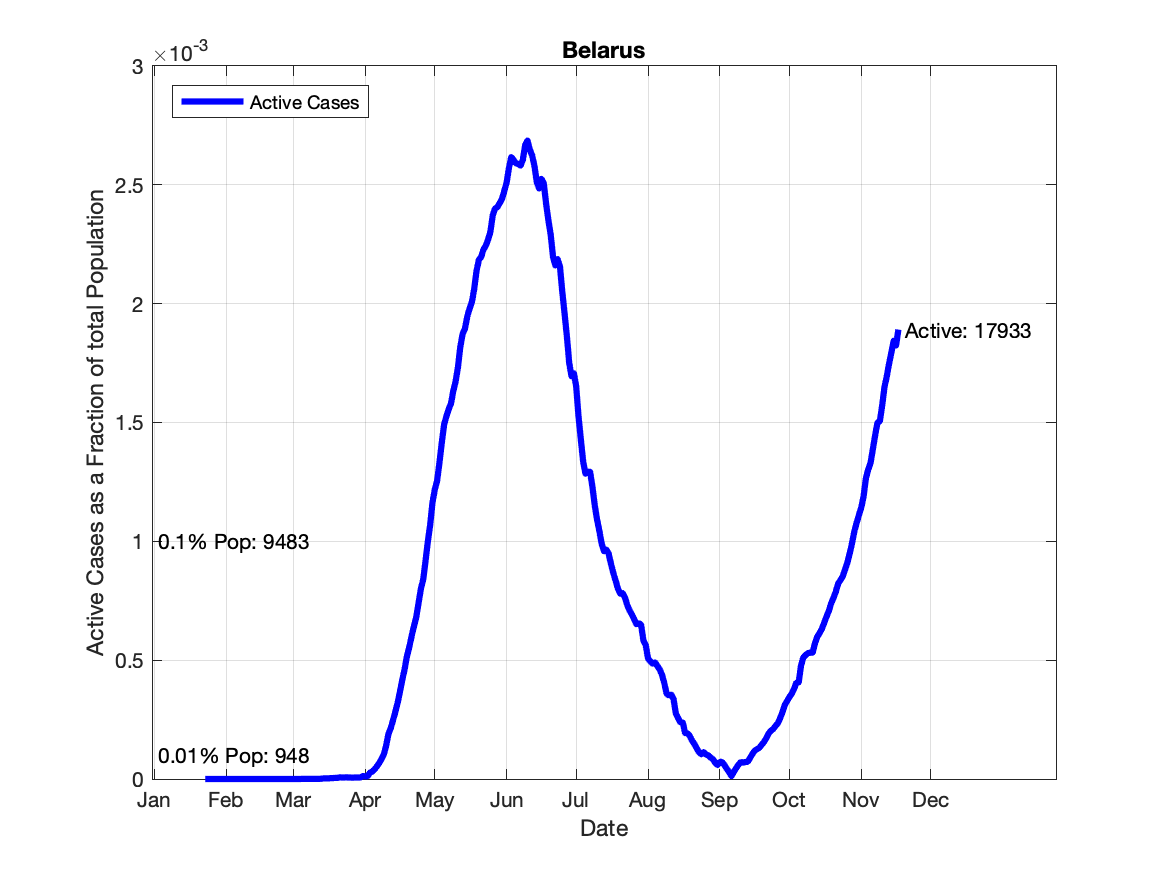 Belarus
×10-3
3
Active Cases
2.5
2
Active: 17933
1.5
1
0.1% Pop: 9483
0.5
0.01% Pop: 948
0
Jan Feb Mar Apr May Jun Jul Aug Sep Oct Nov Dec
Date
Active Cases as a Fraction of total Population